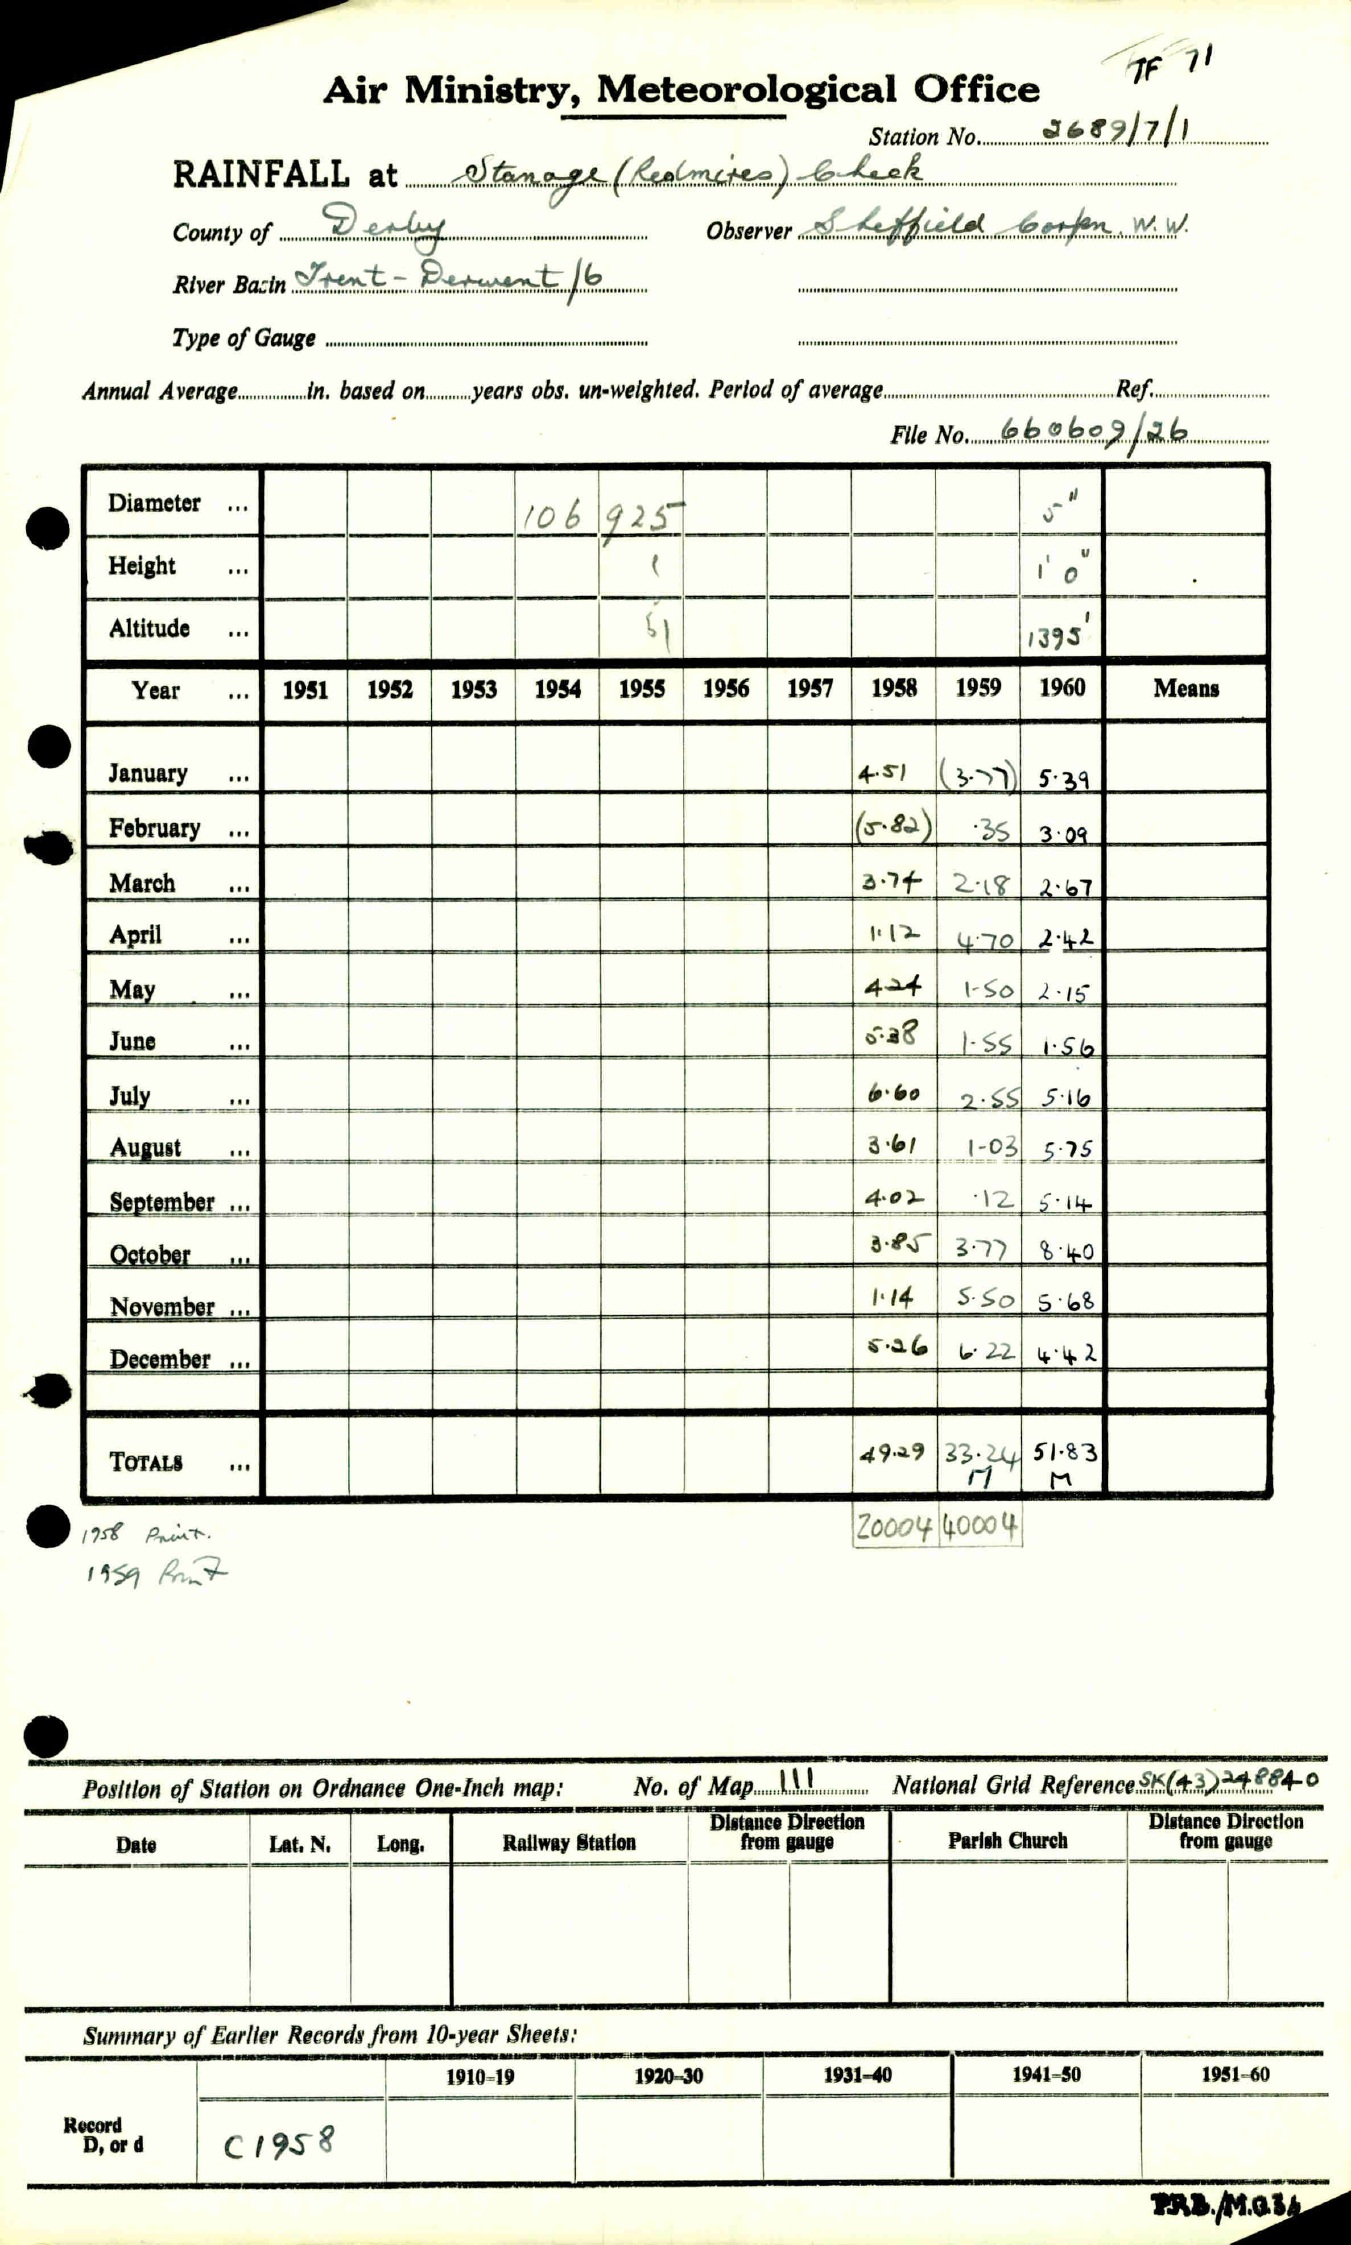 TF 71
Air Ministry, Meteorological Office
Station No. 2689/7/1
RAINFALL at Stanage (Redmires) Check
County of Derby Observer Sheffield Corpn. W.W.
River Basin Trent - Derwent /6
Type of Gauge
Annual Average in. based on years obs. un-weighted. Period of average Ref.
File No. 660609/26
Diameter ... 106 925 5"
Height ... 1 1' 0"
Altitude ... 51 1395'
Year ... 1951 1952 1953 1954 1955 1956 1957 1958 1959 1960 Means
January ... 4.51 (3.77) 5.39
February ... (5.82) .35 3.09
March ... 3.74 2.18 2.67
April ... 1.12 4.70 2.42
May ... 4.24 1.50 2.15
June ... 5.38 1.55 1.56
July ... 6.60 2.55 5.16
August ... 3.61 1.03 5.75
September ... 4.02 .12 5.14
October ... 3.85 3.77 8.40
November ... 1.14 5.50 5.68
December ... 5.26 6.22 4.42
TOTALS ... 49.29 33.24 51.83
M M
20004 40004
1958 Print.
1959 Print
Position of Station on Ordnance One-Inch map: No. of Map 111 National Grid Reference SK(43)248840
Date Lat. N. Long. Railway Station Distance Direction from gauge Parish Church Distance Direction from gauge
Summary of Earlier Records from 10-year Sheets:
1910-19 1920-30 1931-40 1941-50 1951-60
Record
D, or d C1958